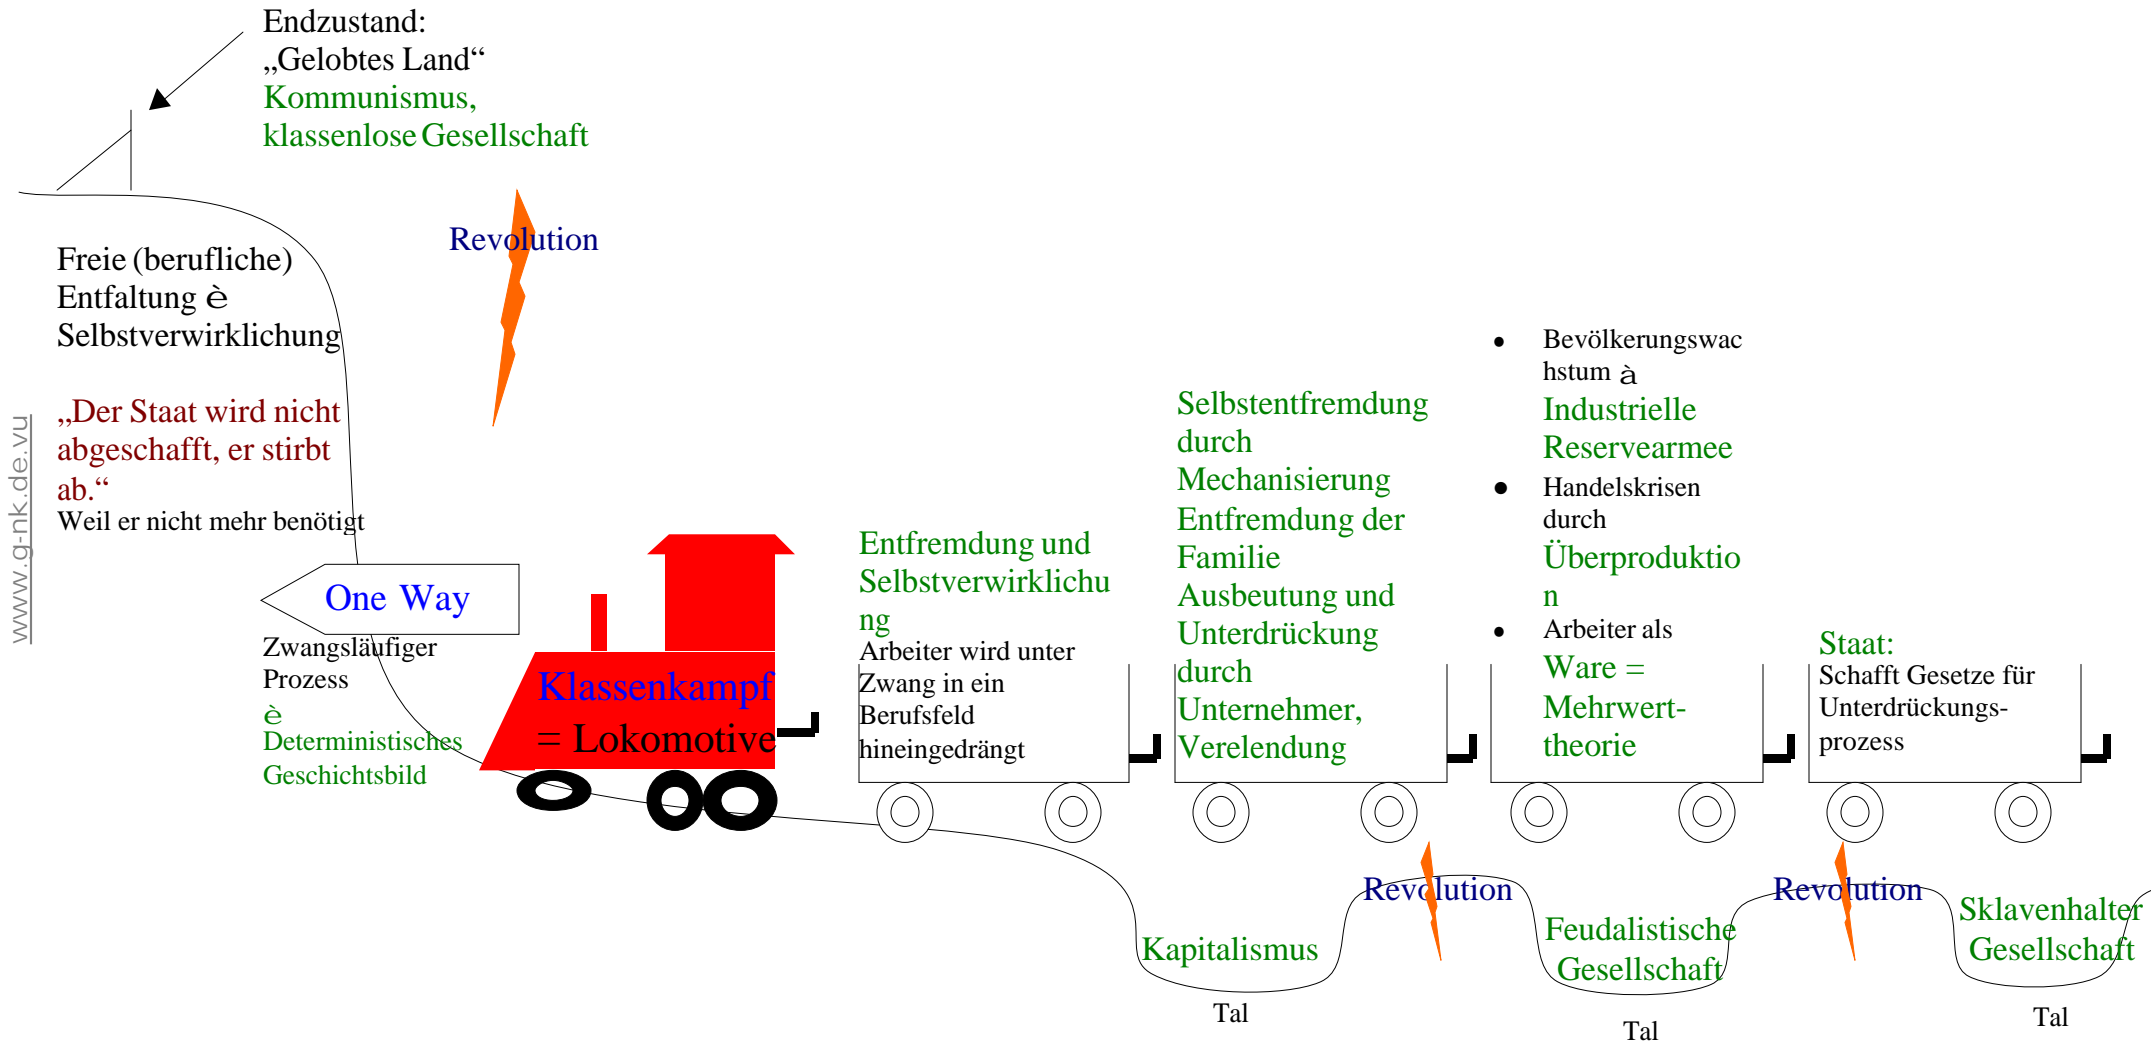 Endzustand:
„Gelobtes Land“
Kommunismus,
klassenlose Gesellschaft
Revolution
Freie (berufliche)
Entfaltung è
Selbstverwirklichung
„Der Staat wird nicht
abgeschafft, er stirbt
ab.“
Weil er nicht mehr benötigt
www.g-nk.de.vu
One Way
Zwangsläufiger
Prozess
è
Deterministisches
Geschichtsbild
Klassenkampf
= Lokomotive
Entfremdung und
Selbstverwirklichu
ng
Arbeiter wird unter
Zwang in ein
Berufsfeld
hineingedrängt
Selbstentfremdung
durch
Mechanisierung
Entfremdung der
Familie
Ausbeutung und
Unterdrückung
durch
Unternehmer,
Verelendung
• Bevölkerungswac
hstum à
Industrielle
Reservearmee
• Handelskrisen
durch
Überproduktio
n
• Arbeiter als
Ware =
Mehrwert-
theorie
Staat:
Schafft Gesetze für
Unterdrückungs-
prozess
Kapitalismus
Tal
Revolution
Feudalistische
Gesellschaft
Tal
Revolution
Sklavenhalter
Gesellschaft
Tal